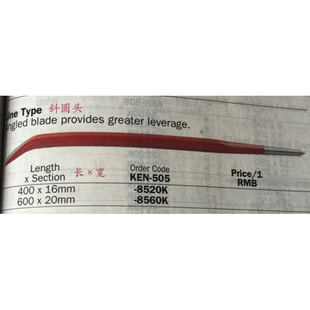 ine Type 斜圆头
ngled blade provides greater leverage.
Length x Section 长×宽 Order Code KEN-505 Price/1 RMB
400 x 16mm -8520K
600 x 20mm -8560K